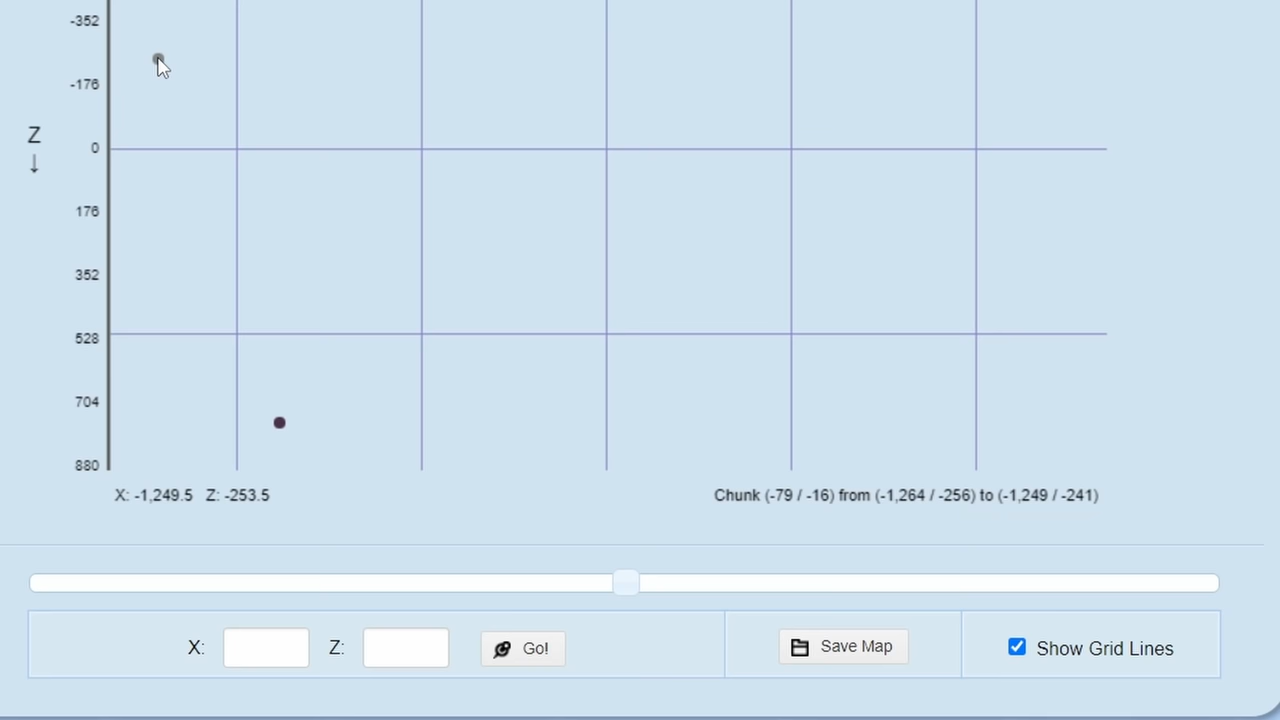 -352
-176
Z
↓
0
176
352
528
704
880
X: -1,249.5 Z: -253.5
Chunk (-79 / -16) from (-1,264 / -256) to (-1,249 / -241)
X: Z: Go! Save Map Show Grid Lines